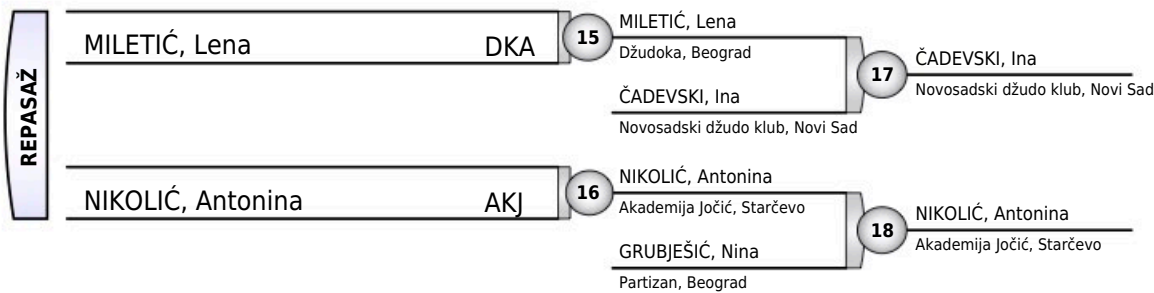 REPASAŽ
MILETIĆ, Lena DKA
15
MILETIĆ, Lena
Džudoka, Beograd
ČADEVSKI, Ina
Novosadski džudo klub, Novi Sad
17
ČADEVSKI, Ina
Novosadski džudo klub, Novi Sad
NIKOLIĆ, Antonina AKJ
16
NIKOLIĆ, Antonina
Akademija Jočić, Starčevo
GRUBJEŠIĆ, Nina
Partizan, Beograd
18
NIKOLIĆ, Antonina
Akademija Jočić, Starčevo